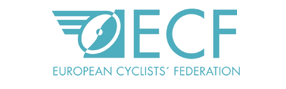 ECF
EUROPEAN CYCLISTS´ FEDERATION